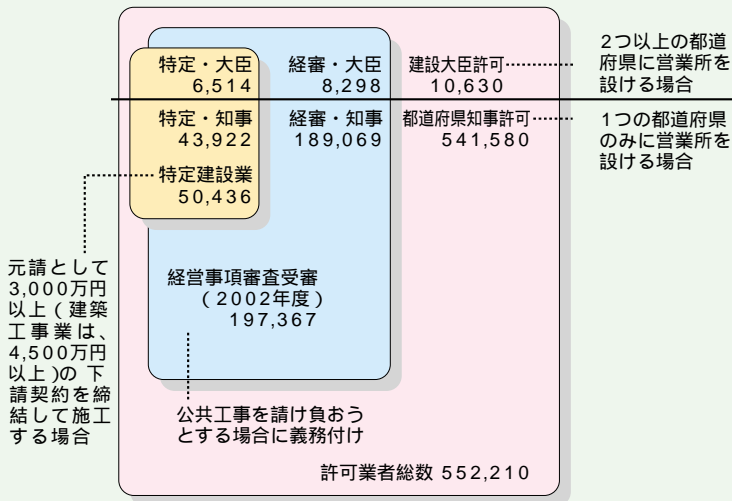 特定・大臣
6,514
経審・大臣
8,298
建設大臣許可
10,630
2つ以上の都道
府県に営業所を
設ける場合
特定・知事
43,922
経審・知事
189,069
都道府県知事許可
541,580
1つの都道府県
のみに営業所を
設ける場合
特定建設業
50,436
元請として
3,000万円
以上(建築
工事業は、
4,500万円
以上)の 下
請契約を締
結して施工
する場合
経営事項審査受審
(2002年度)
197,367
公共工事を請け負おう
とする場合に義務付け
許可業者総数 552,210